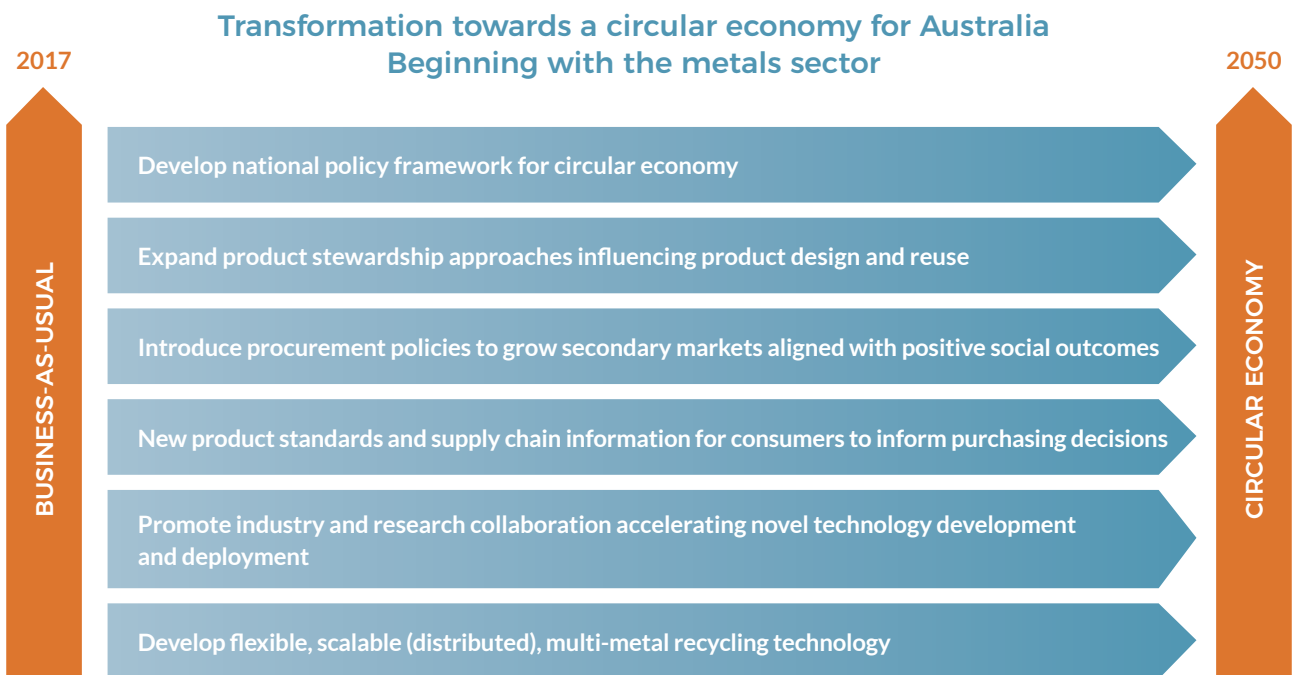 Transformation towards a circular economy for Australia
Beginning with the metals sector
2017
2050
BUSINESS-AS-USUAL
Develop national policy framework for circular economy
Expand product stewardship approaches influencing product design and reuse
Introduce procurement policies to grow secondary markets aligned with positive social outcomes
New product standards and supply chain information for consumers to inform purchasing decisions
Promote industry and research collaboration accelerating novel technology development
and deployment
Develop flexible, scalable (distributed), multi-metal recycling technology
CIRCULAR ECONOMY